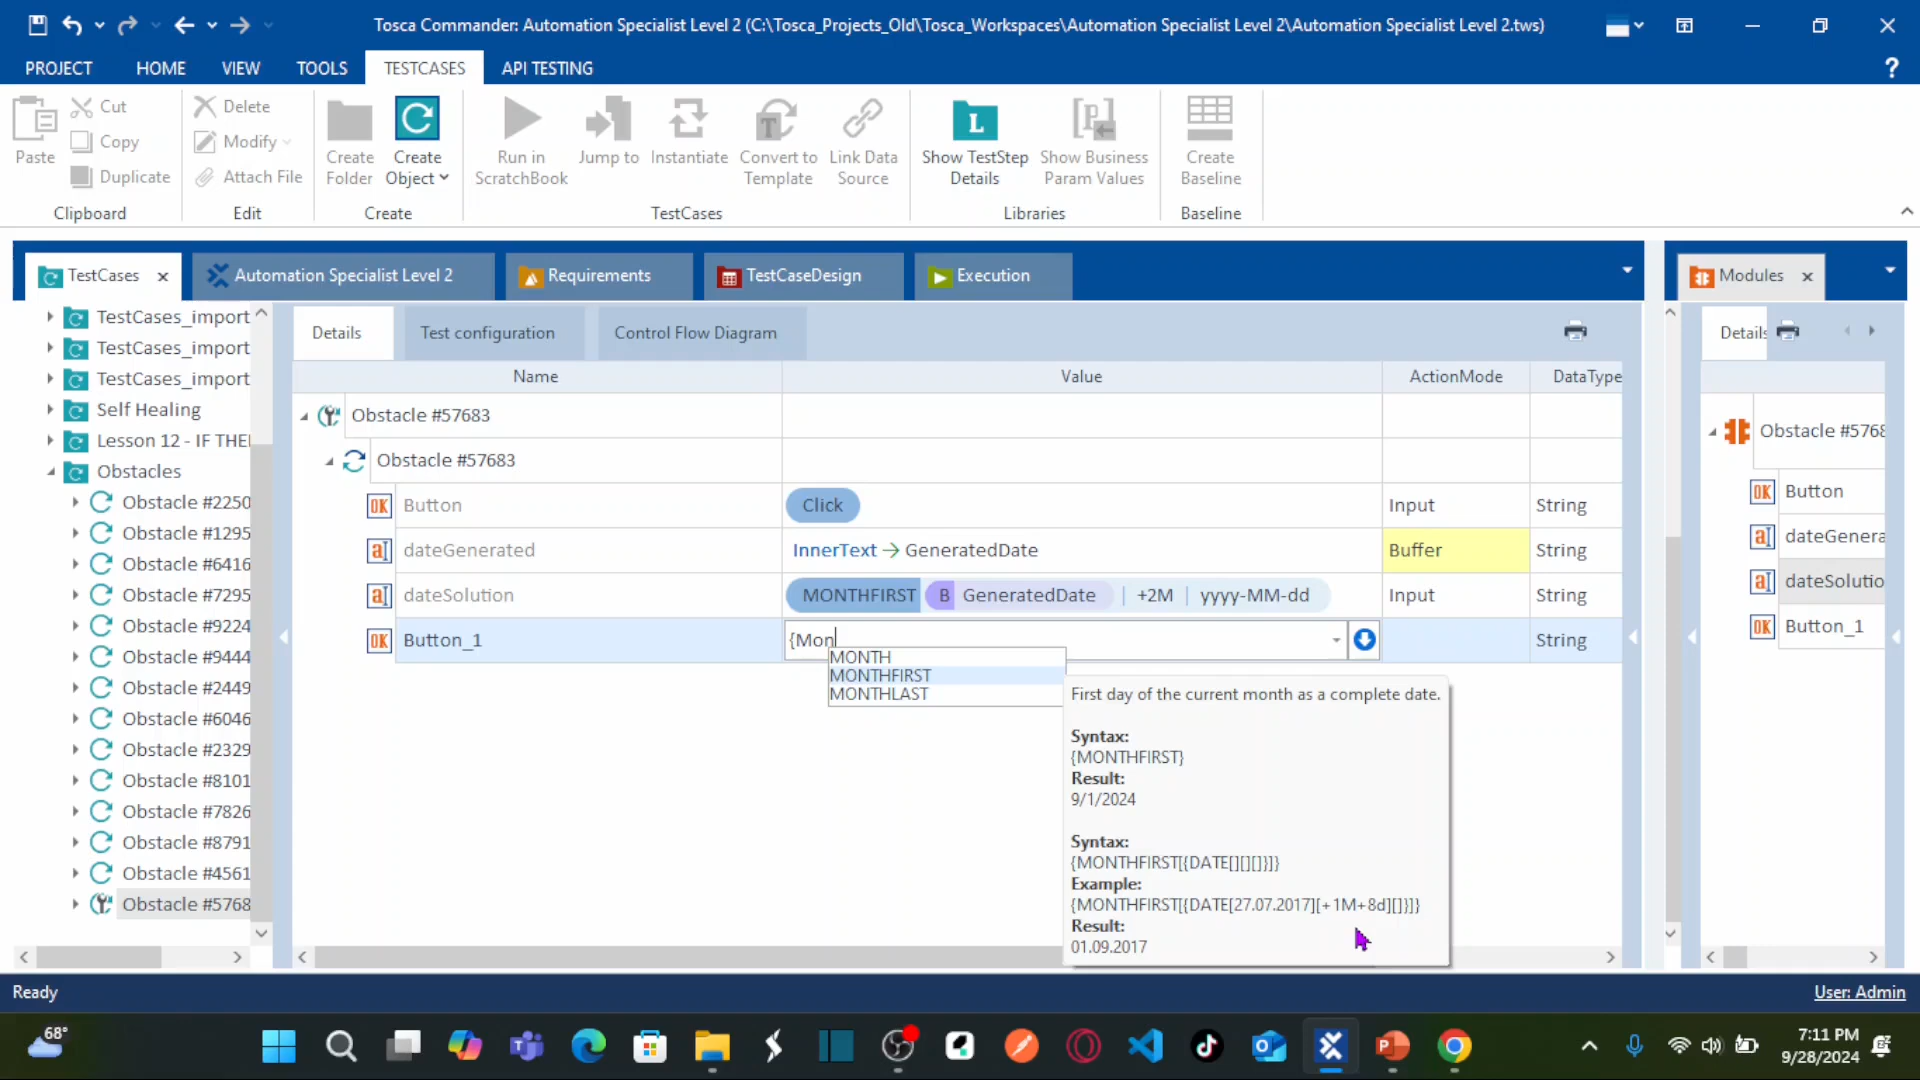 Tosca Commander: Automation Specialist Level 2 (C:\Tosca_Projects_Old\Tosca_Workspaces\Automation Specialist Level 2\Automation Specialist Level 2.tws)
PROJECT HOME VIEW TOOLS TESTCASES API TESTING ?
Paste Cut Copy Duplicate
Clipboard
Delete Modify Attach File
Edit
Create Folder Create Object
Create
Run in ScratchBook Jump to Instantiate Convert to Template Link Data Source
TestCases
Show TestStep Details Show Business Param Values
Libraries
Create Baseline
Baseline
TestCases Automation Specialist Level 2 Requirements TestCaseDesign Execution Modules
TestCases_import
TestCases_import
TestCases_import
Self Healing
Lesson 12 - IF THE
Obstacles
Obstacle #2250
Obstacle #1295
Obstacle #6416
Obstacle #7295
Obstacle #9224
Obstacle #9444
Obstacle #2449
Obstacle #6046
Obstacle #2329
Obstacle #8101
Obstacle #7826
Obstacle #8791
Obstacle #4561
Obstacle #5768
Details Test configuration Control Flow Diagram
Name Value ActionMode DataType
Obstacle #57683
Obstacle #57683
OK Button Click Input String
a dateGenerated InnerText → GeneratedDate Buffer String
a dateSolution MONTHFIRST B GeneratedDate +2M yyyy-MM-dd Input String
OK Button_1 {Mon String
MONTH
MONTHFIRST
MONTHLAST
First day of the current month as a complete date.
Syntax:
{MONTHFIRST}
Result:
9/1/2024
Syntax:
{MONTHFIRST[{DATE[][][]}]}
Example:
{MONTHFIRST[{DATE[27.07.2017][+1M+8d][]}]}
Result:
01.09.2017
Details
Obstacle #5768
OK Button
a dateGenera
a dateSolutio
OK Button_1
Ready User: Admin
68°
7:11 PM
9/28/2024